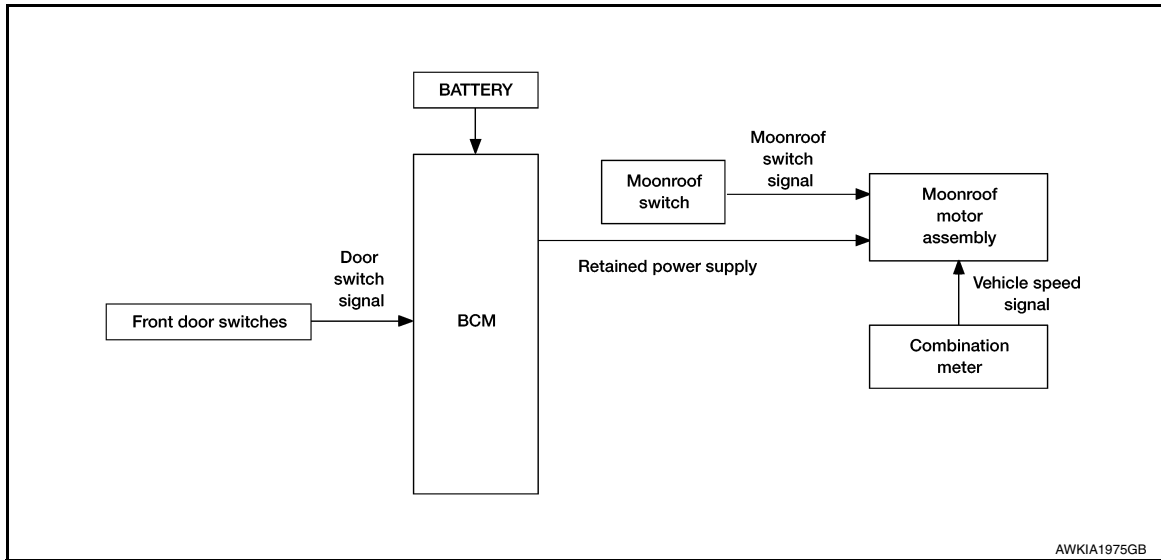 BATTERY
Moonroof
switch
signal
Moonroof
switch
Moonroof
motor
assembly
Door
switch
signal
Retained power supply
Vehicle speed
signal
Front door switches
BCM
Combination
meter
AWKIA1975GB